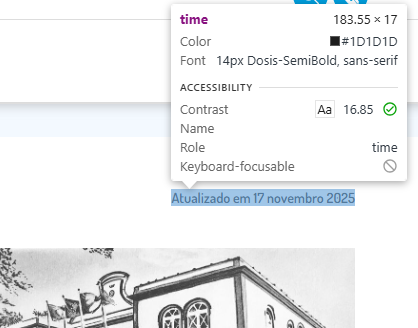 time 183.55 × 17
Color #1D1D1D
Font 14px Dosis-SemiBold, sans-serif
ACCESSIBILITY
Contrast Aa 16.85
Name
Role time
Keyboard-focusable
Atualizado em 17 novembro 2025